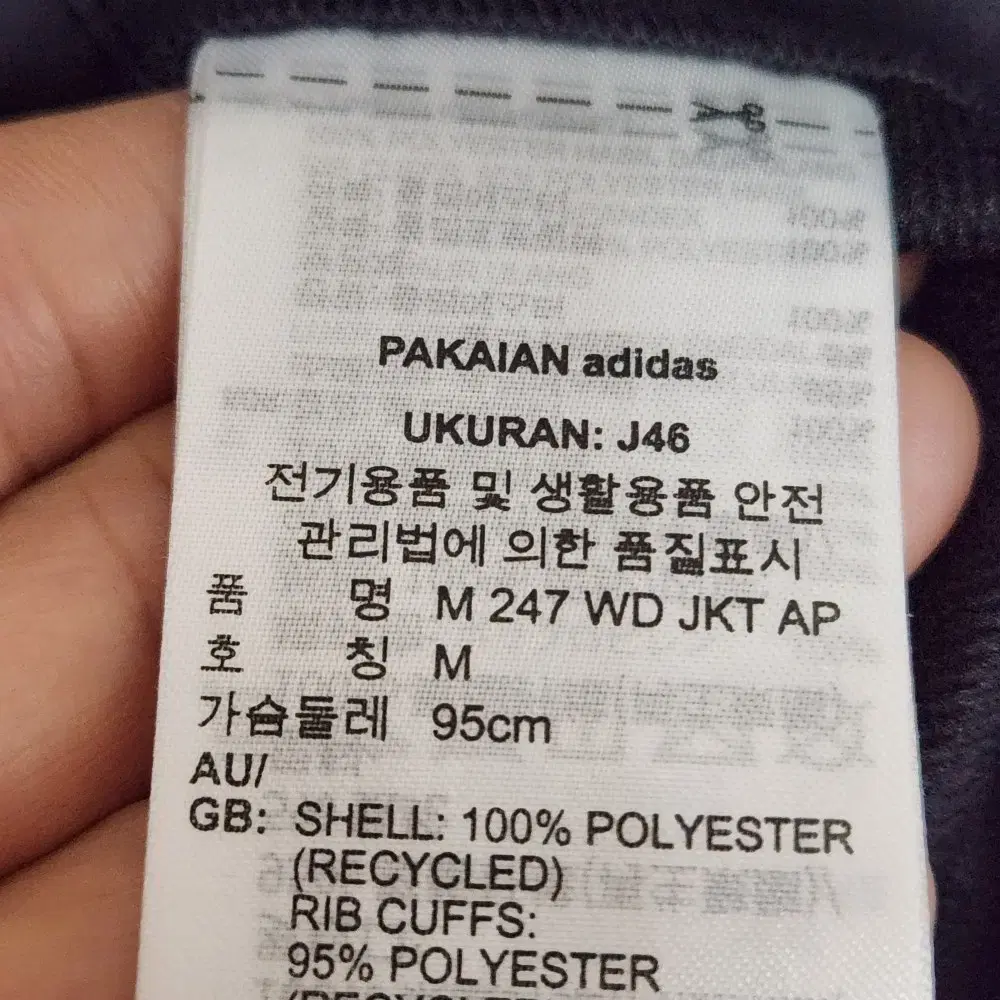 PAKAIAN adidas
UKURAN: J46
전기용품 및 생활용품 안전
관리법에 의한 품질표시
품 명 M 247 WD JKT AP
호 칭 M
가슴둘레 95cm
AU/
GB: SHELL: 100% POLYESTER
(RECYCLED)
RIB CUFFS:
95% POLYESTER